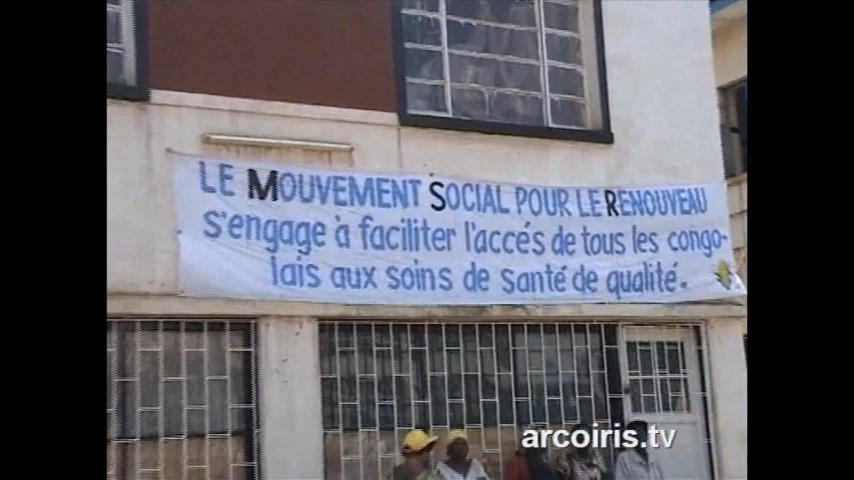 LE MOUVEMENT SOCIAL POUR LE RENOUVEAU
s'engage à faciliter l'accés de tous les congo-
lais aux soins de santé de qualité.
arcoiris.tv